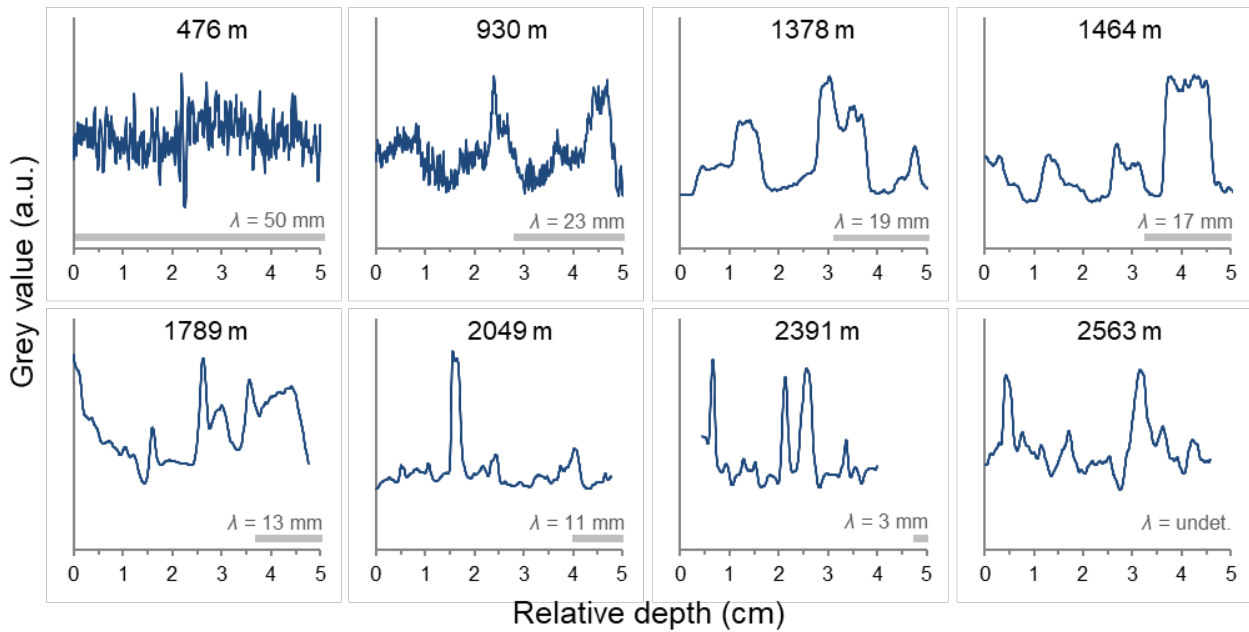 Grey value (a.u.)
476 m
λ = 50 mm
0 1 2 3 4 5
930 m
λ = 23 mm
0 1 2 3 4 5
1378 m
λ = 19 mm
0 1 2 3 4 5
1464 m
λ = 17 mm
0 1 2 3 4 5
1789 m
λ = 13 mm
0 1 2 3 4 5
2049 m
λ = 11 mm
0 1 2 3 4 5
2391 m
λ = 3 mm
0 1 2 3 4 5
2563 m
λ = undet.
0 1 2 3 4 5
Relative depth (cm)